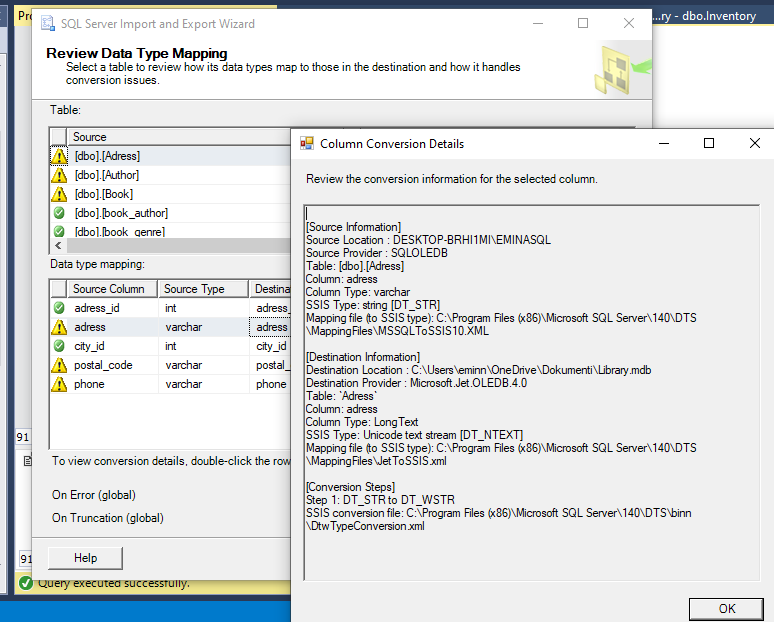 Pro
SQL Server Import and Export Wizard
...ry - dbo.Inventory
Review Data Type Mapping
Select a table to review how its data types map to those in the destination and how it handles
conversion issues.
Table:
Source
[dbo].[Adress]
[dbo].[Author]
[dbo].[Book]
[dbo].[book_author]
[dbo].[book_genre]
Data type mapping:
Source Column Source Type Destina
adress_id int adress_
adress varchar adress
city_id int city_id
postal_code varchar postal_
phone varchar phone
91
To view conversion details, double-click the row
On Error (global)
On Truncation (global)
91
Help
Query executed successfully.
Column Conversion Details
Review the conversion information for the selected column.
[Source Information]
Source Location : DESKTOP-BRHI1MI\EMINASQL
Source Provider : SQLOLEDB
Table: [dbo].[Adress]
Column: adress
Column Type: varchar
SSIS Type: string [DT_STR]
Mapping file (to SSIS type): C:\Program Files (x86)\Microsoft SQL Server\140\DTS
\MappingFiles\MSSQLToSSIS10.XML
[Destination Information]
Destination Location : C:\Users\eminn\OneDrive\Dokumenti\Library.mdb
Destination Provider : Microsoft.Jet.OLEDB.4.0
Table: `Adress`
Column: adress
Column Type: LongText
SSIS Type: Unicode text stream [DT_NTEXT]
Mapping file (to SSIS type): C:\Program Files (x86)\Microsoft SQL Server\140\DTS
\MappingFiles\JetToSSIS.xml
[Conversion Steps]
Step 1: DT_STR to DT_WSTR
SSIS conversion file: C:\Program Files (x86)\Microsoft SQL Server\140\DTS\binn
\DtwTypeConversion.xml
OK